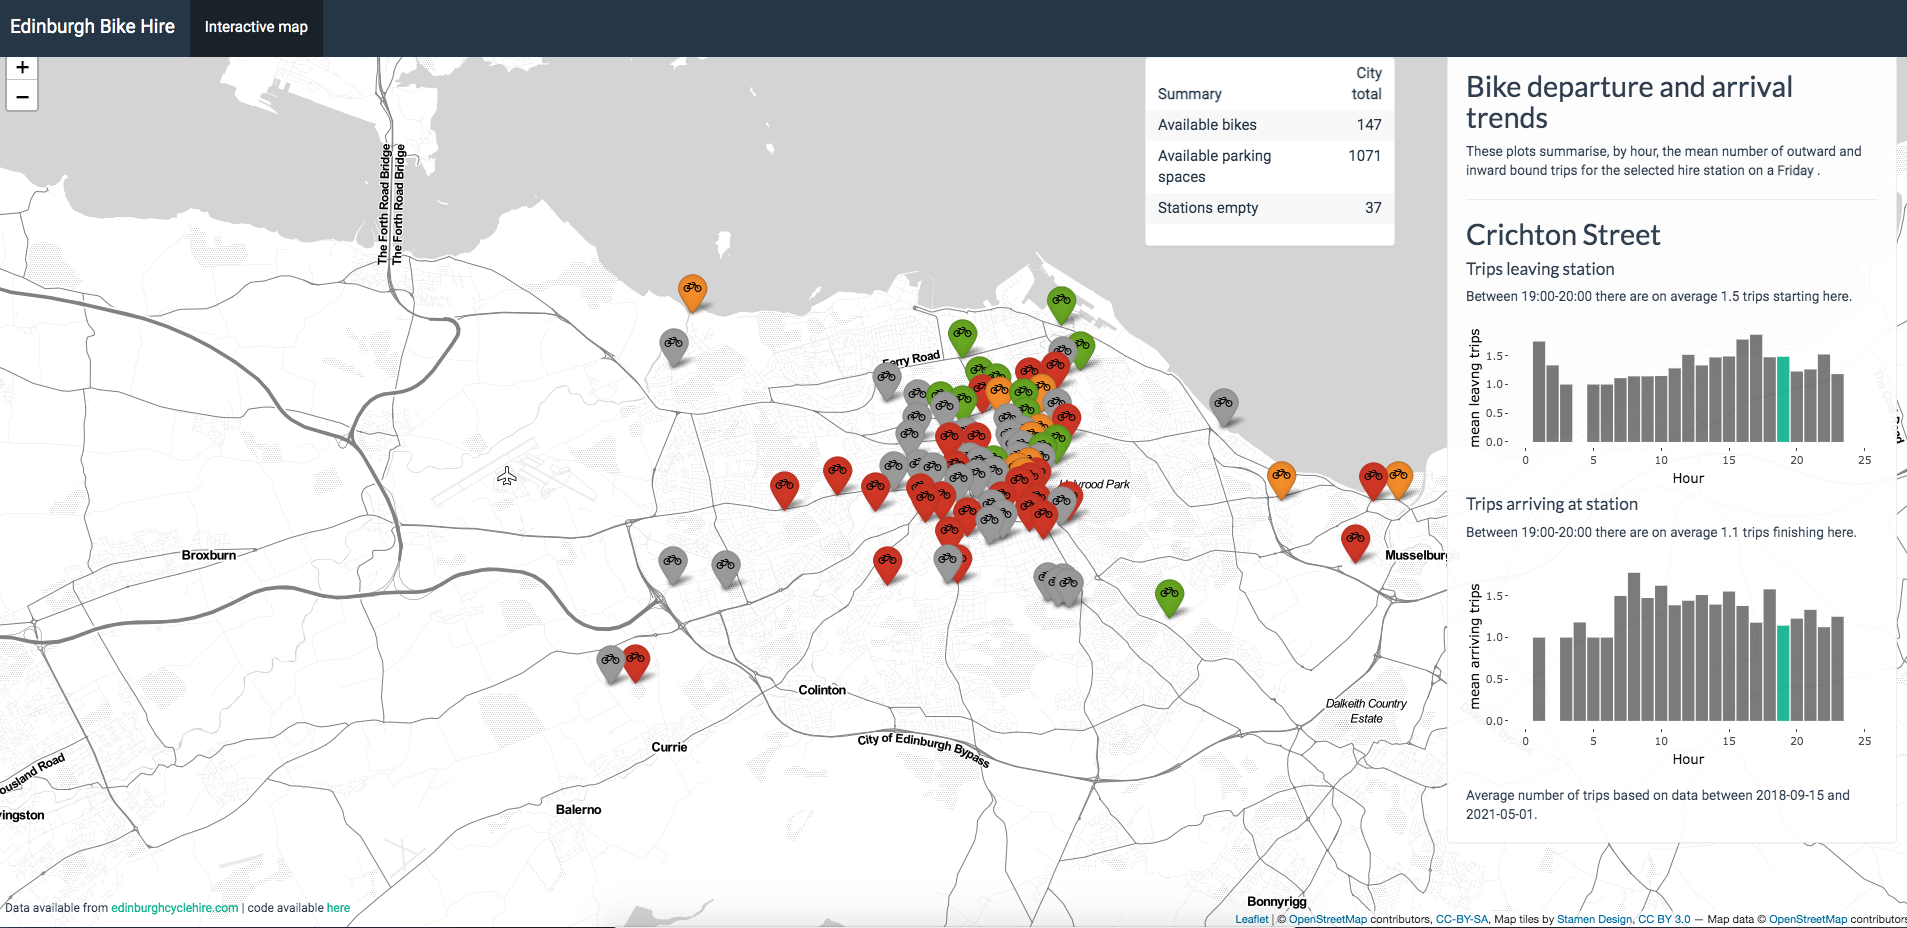 Edinburgh Bike Hire
Interactive map
+
−
The Forth Road Bridge
The Forth Road Bridge
Ferry Road
Holyrood Park
Broxburn
Musselburg
Colinton
Dalkeith Country
Estate
City of Edinburgh Bypass
Currie
ousland Road
Balerno
vingston
Bonnyrigg
City
Summary total
Available bikes 147
Available parking 1071
spaces
Stations empty 37
Bike departure and arrival
trends
These plots summarise, by hour, the mean number of outward and
inward bound trips for the selected hire station on a Friday .
Crichton Street
Trips leaving station
Between 19:00-20:00 there are on average 1.5 trips starting here.
mean leavng trips
1.5
1.0
0.5
0.0
0 5 10 15 20 25
Hour
Trips arriving at station
Between 19:00-20:00 there are on average 1.1 trips finishing here.
mean arriving trips
1.5
1.0
0.5
0.0
0 5 10 15 20 25
Hour
Average number of trips based on data between 2018-09-15 and
2021-05-01.
Data available from edinburghcyclehire.com | code available here
Leaflet | © OpenStreetMap contributors, CC-BY-SA, Map tiles by Stamen Design, CC BY 3.0 — Map data © OpenStreetMap contributors